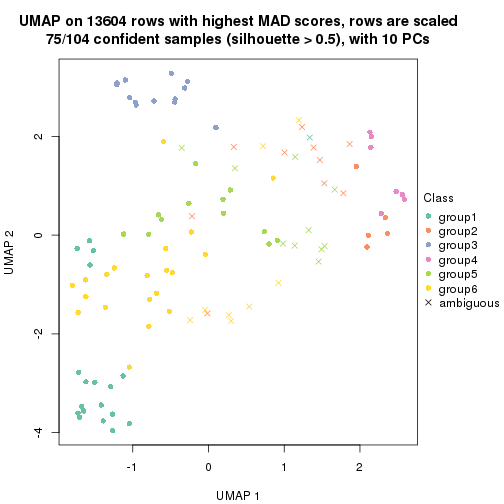 UMAP on 13604 rows with highest MAD scores, rows are scaled
75/104 confident samples (silhouette > 0.5), with 10 PCs
UMAP 2
2
0
-2
-4
-1
0
1
2
UMAP 1
Class
group1
group2
group3
group4
group5
group6
ambiguous